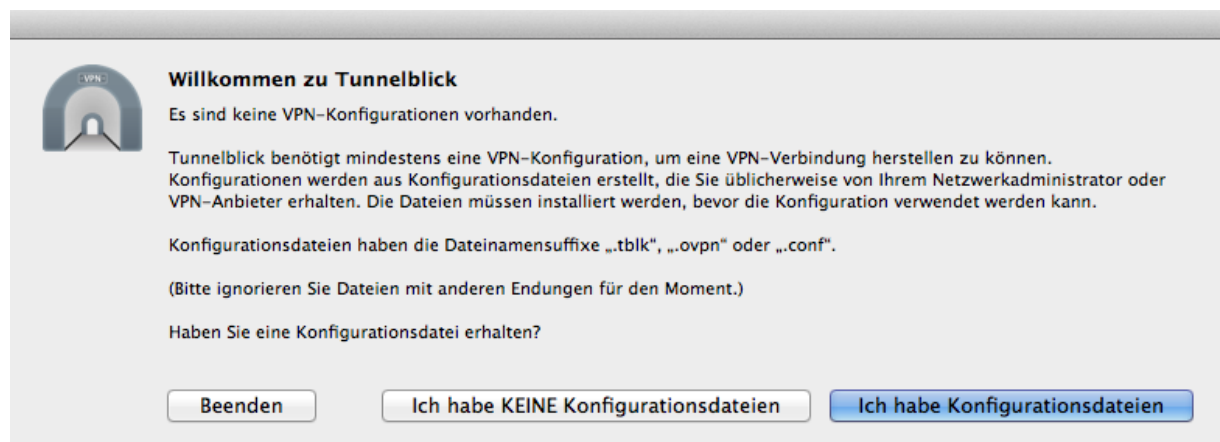 VPN
Willkommen zu Tunnelblick
Es sind keine VPN-Konfigurationen vorhanden.
Tunnelblick benötigt mindestens eine VPN-Konfiguration, um eine VPN-Verbindung herstellen zu können.
Konfigurationen werden aus Konfigurationsdateien erstellt, die Sie üblicherweise von Ihrem Netzwerkadministrator oder
VPN-Anbieter erhalten. Die Dateien müssen installiert werden, bevor die Konfiguration verwendet werden kann.
Konfigurationsdateien haben die Dateinamensuffixe „.tblk“, „.ovpn“ oder „.conf“.
(Bitte ignorieren Sie Dateien mit anderen Endungen für den Moment.)
Haben Sie eine Konfigurationsdatei erhalten?
Beenden
Ich habe KEINE Konfigurationsdateien
Ich habe Konfigurationsdateien